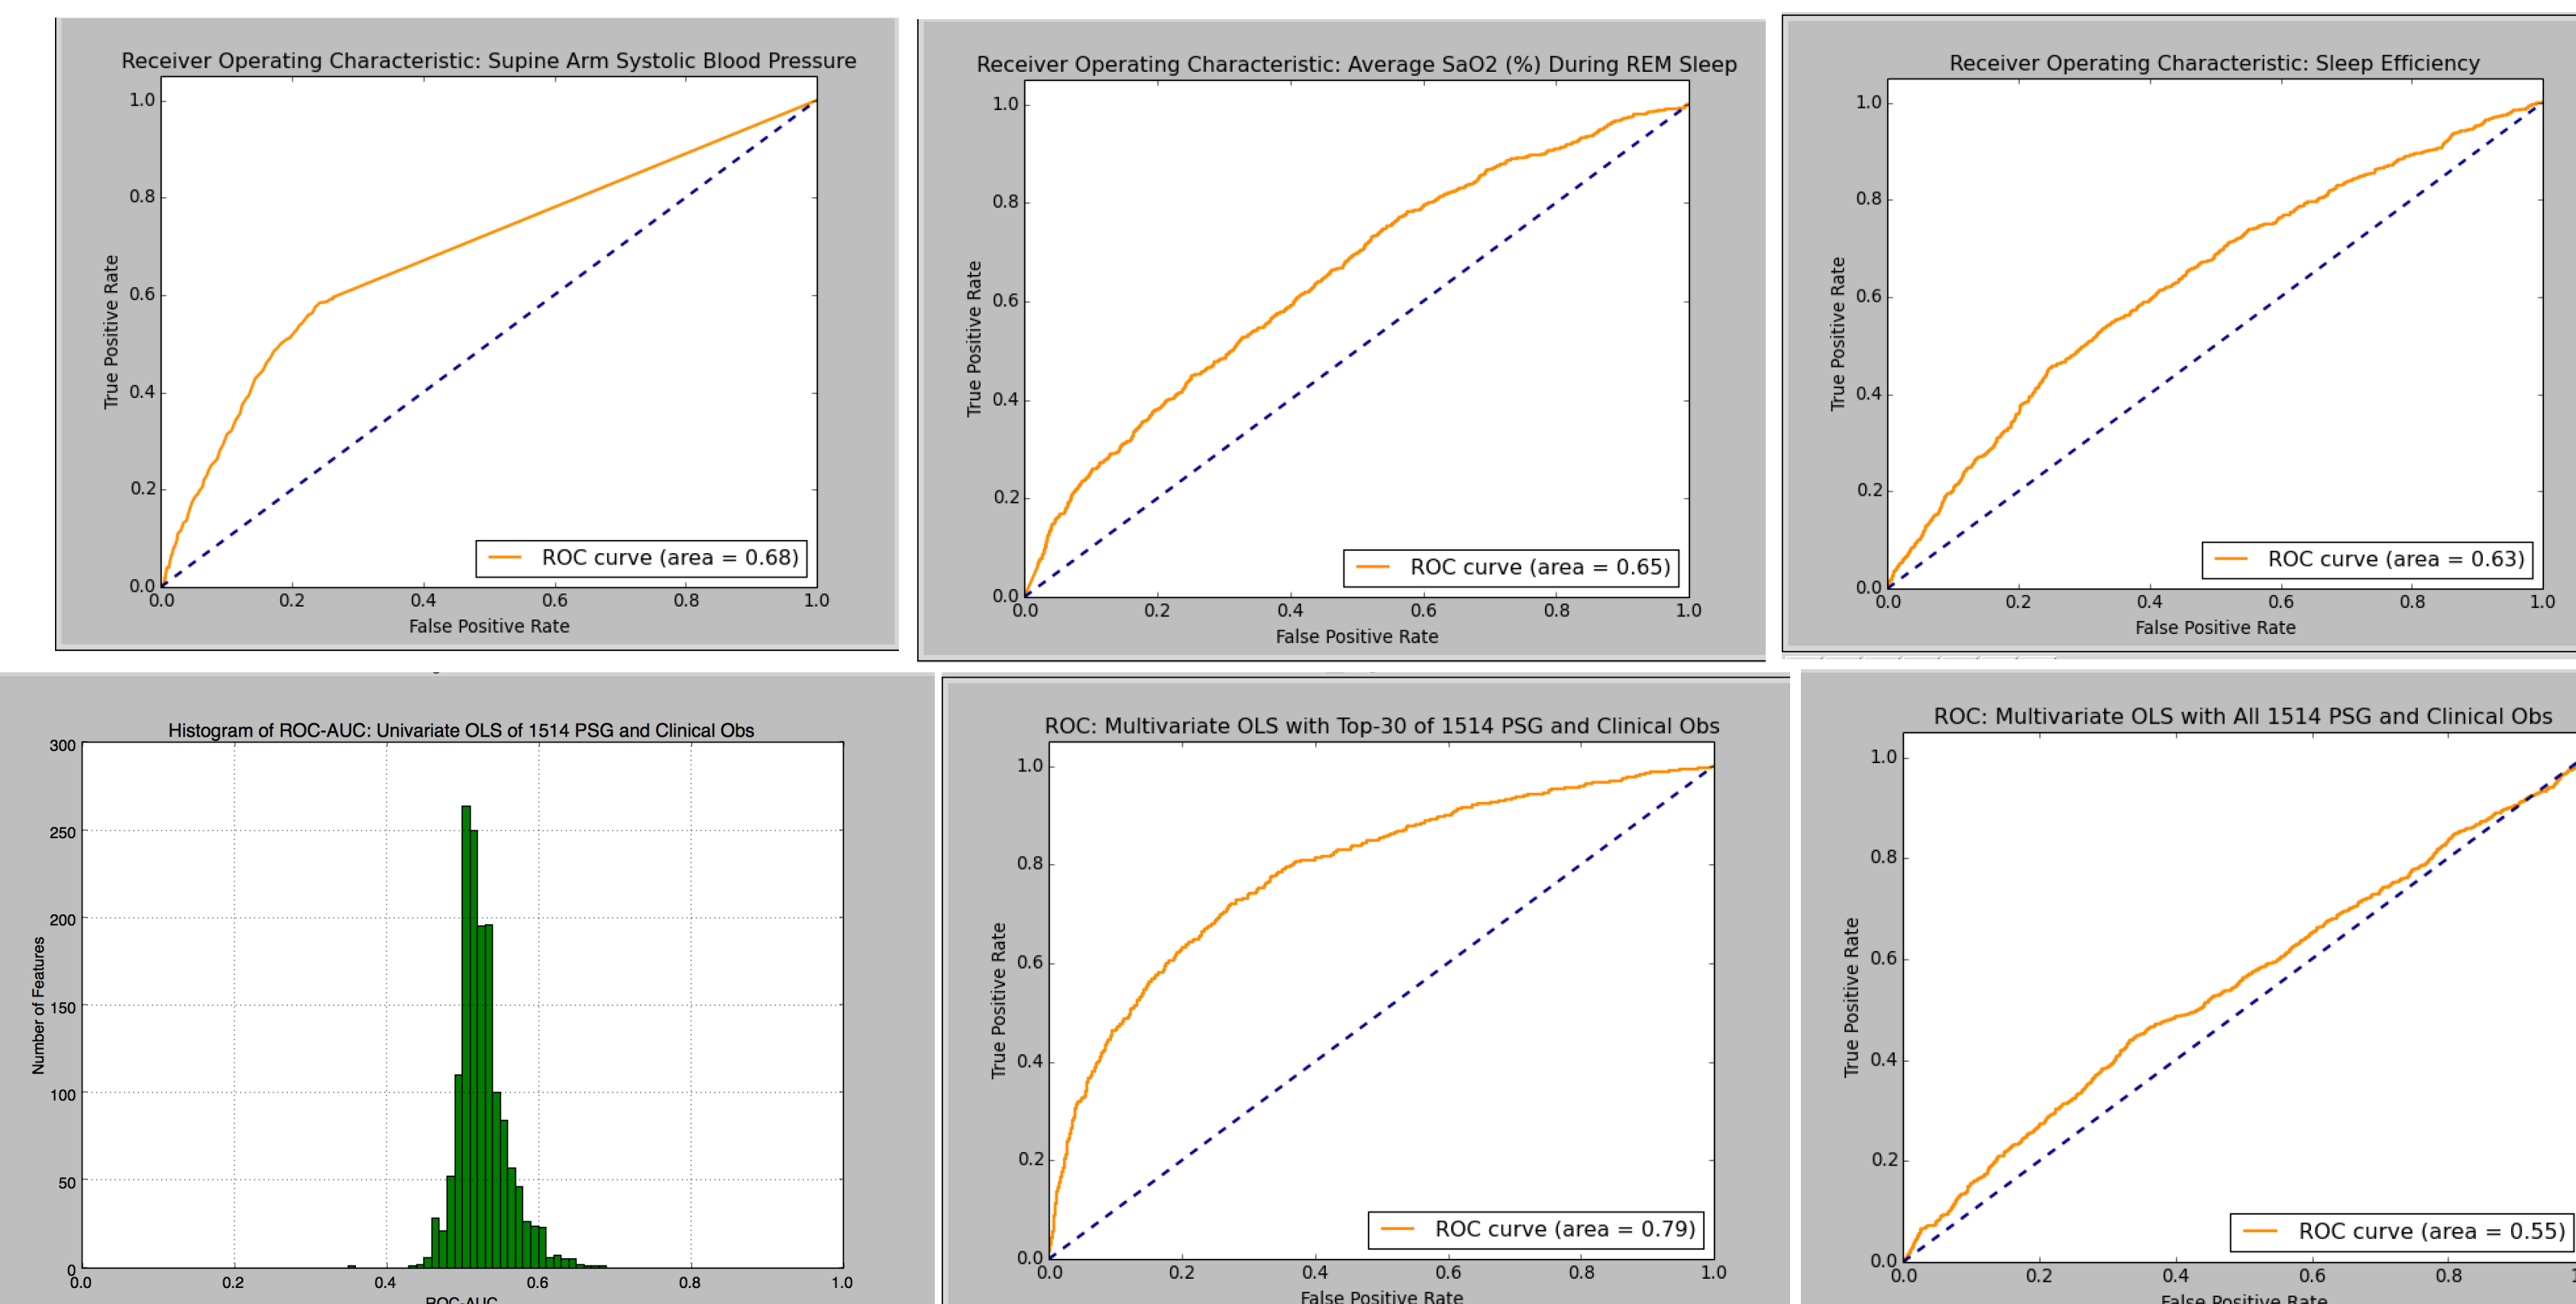 Receiver Operating Characteristic: Supine Arm Systolic Blood Pressure
1.0
0.8
0.6
0.4
0.2
0.0
True Positive Rate
0.0 0.2 0.4 0.6 0.8 1.0
False Positive Rate
ROC curve (area = 0.68)
Receiver Operating Characteristic: Average SaO2 (%) During REM Sleep
1.0
0.8
0.6
0.4
0.2
0.0
True Positive Rate
0.0 0.2 0.4 0.6 0.8 1.0
False Positive Rate
ROC curve (area = 0.65)
Receiver Operating Characteristic: Sleep Efficiency
1.0
0.8
0.6
0.4
0.2
0.0
True Positive Rate
0.0 0.2 0.4 0.6 0.8 1.0
False Positive Rate
ROC curve (area = 0.63)
Histogram of ROC-AUC: Univariate OLS of 1514 PSG and Clinical Obs
300
250
200
150
100
50
0
Number of Features
0.0 0.2 0.4 0.6 0.8 1.0
ROC-AUC
ROC: Multivariate OLS with Top-30 of 1514 PSG and Clinical Obs
1.0
0.8
0.6
0.4
0.2
0.0
True Positive Rate
0.0 0.2 0.4 0.6 0.8 1.0
False Positive Rate
ROC curve (area = 0.79)
ROC: Multivariate OLS with All 1514 PSG and Clinical Obs
1.0
0.8
0.6
0.4
0.2
0.0
True Positive Rate
0.0 0.2 0.4 0.6 0.8
False Positive Rate
ROC curve (area = 0.55)